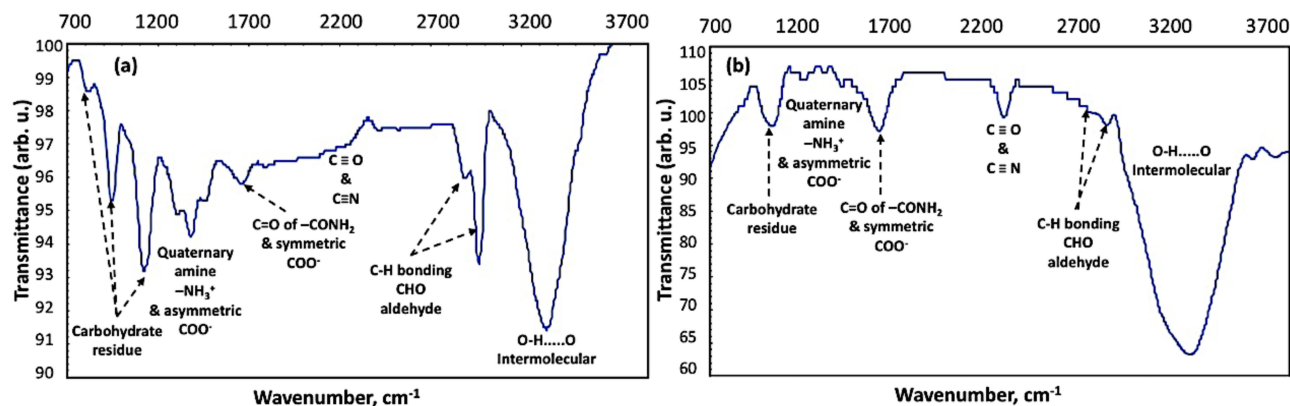 700 1200 1700 2200 2700 3200 3700
(a)
Transmittance (arb. u.)
100
99
98
97
96
95
94
93
92
91
90
C ≡ O
&
C≡N
C=O of –CONH₂
& symmetric
COO⁻
Quaternary
amine
–NH₃⁺
& asymmetric
COO⁻
Carbohydrate
residue
C-H bonding
CHO
aldehyde
O-H.....O
Intermolecular
Wavenumber, cm⁻¹
700 1200 1700 2200 2700 3200 3700
(b)
Transmittance (arb. u.)
110
105
100
95
90
85
80
75
70
65
60
Quaternary
amine
–NH₃⁺
& asymmetric
COO⁻
Carbohydrate
residue
C=O of –CONH₂
& symmetric
COO⁻
C ≡ O
&
C ≡ N
C-H bonding
CHO
aldehyde
O-H.....O
Intermolecular
Wavenumber, cm⁻¹